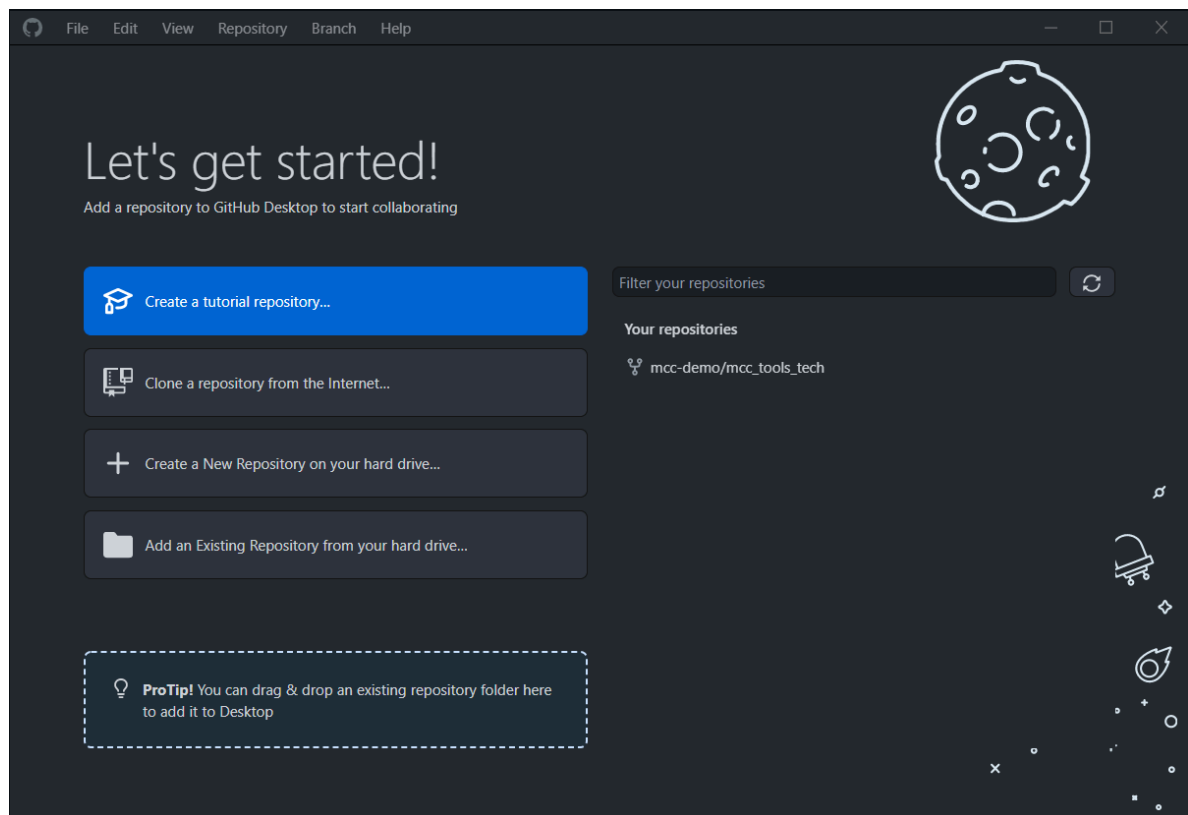 File Edit View Repository Branch Help
Let's get started!
Add a repository to GitHub Desktop to start collaborating
Create a tutorial repository...
Clone a repository from the Internet...
Create a New Repository on your hard drive...
Add an Existing Repository from your hard drive...
ProTip! You can drag & drop an existing repository folder here
to add it to Desktop
Filter your repositories
Your repositories
mcc-demo/mcc_tools_tech